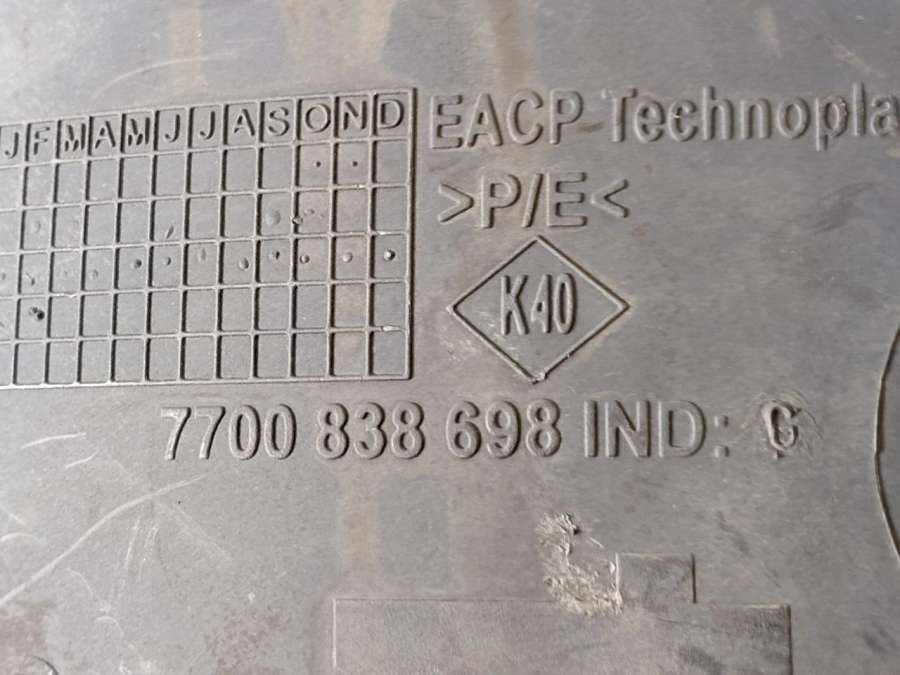 J F M A M J J A S O N D
EACP-Technopla
>P/E<
K40
7700 838 698 IND: C